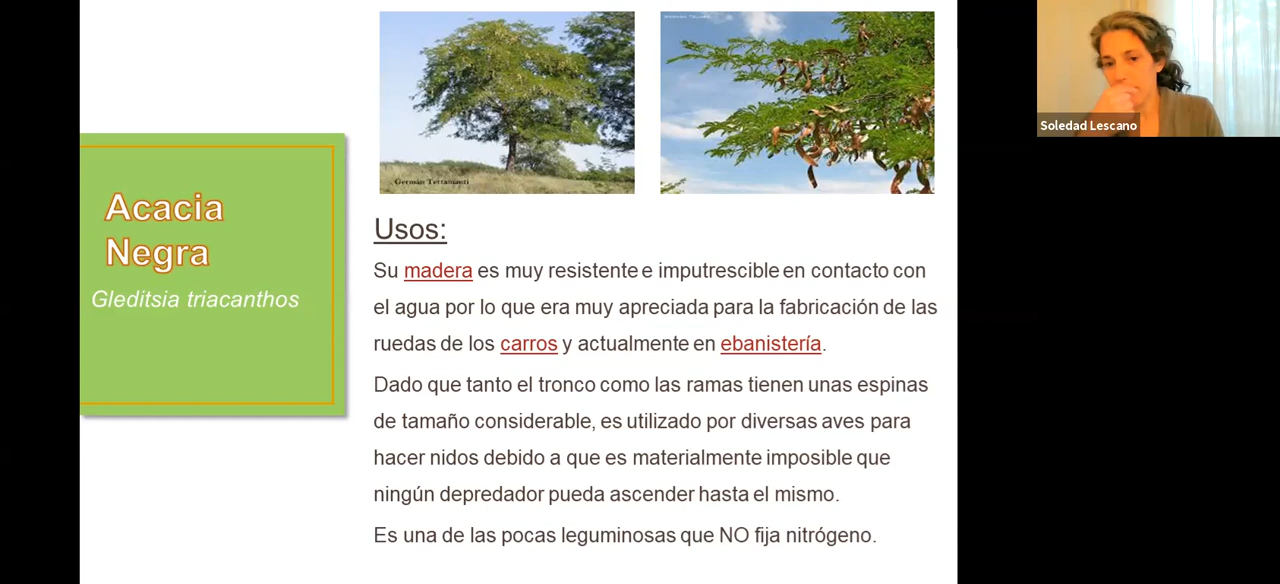 Acacia
Negra
Gleditsia triacanthos
Germán Terramanti
Usos:
Su madera es muy resistente e imputrescible en contacto con
el agua por lo que era muy apreciada para la fabricación de las
ruedas de los carros y actualmente en ebanistería.
Dado que tanto el tronco como las ramas tienen unas espinas
de tamaño considerable, es utilizado por diversas aves para
hacer nidos debido a que es materialmente imposible que
ningún depredador pueda ascender hasta el mismo.
Es una de las pocas leguminosas que NO fija nitrógeno.
Soledad Lescano